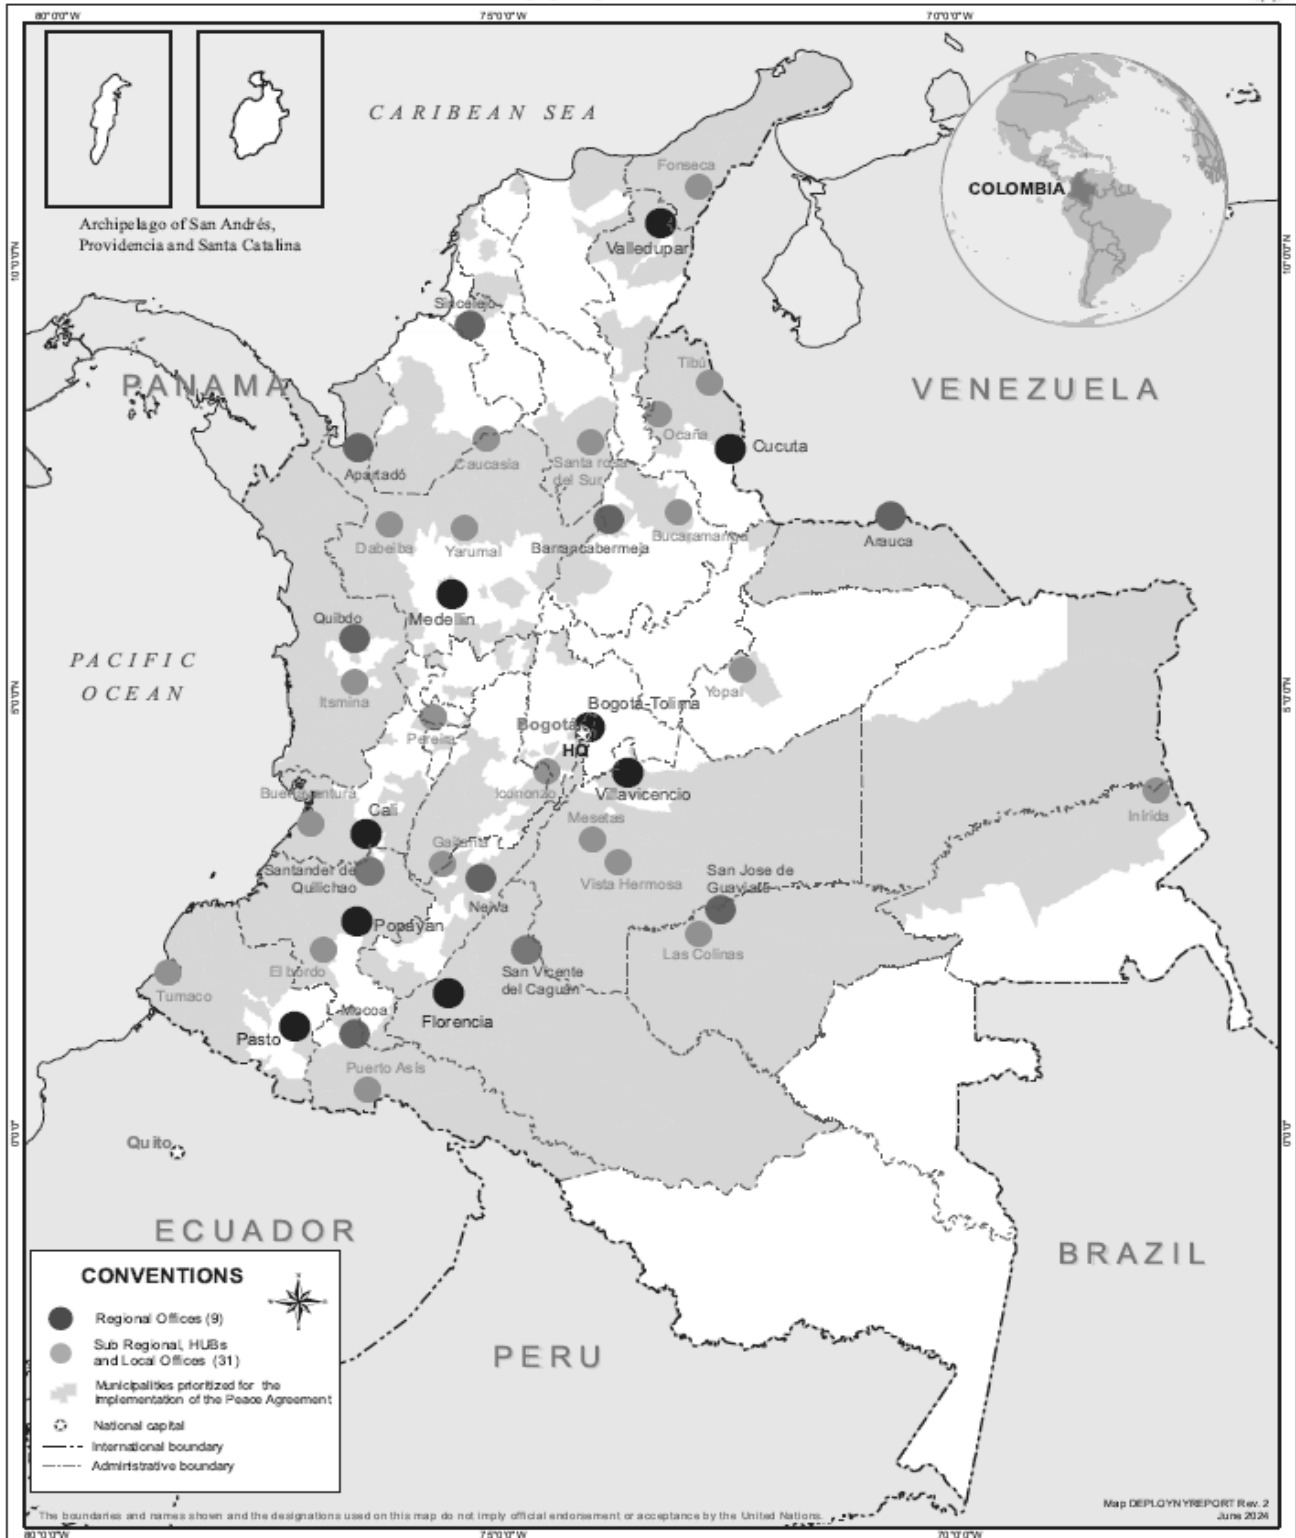 80°0'0"W
75°0'0"W
70°0'0"W
CARIBEAN SEA
Archipelago of San Andrés,
Providencia and Santa Catalina
COLOMBIA
10°0'0"N
10°0'0"N
Fonseca
Valledupar
Sincelejo
PANAMA
VENEZUELA
Tibú
Ocaña
Cucuta
Apartadó
Caucasia
Santa rosa
del Sur
Dabeiba
Yarumal
Barrancabermeja
Bucaramanga
Arauca
Medellin
Quibdo
PACIFIC
OCEAN
Itsmina
Yopal
5°0'0"N
5°0'0"N
Pereira
Bogotá-Tolima
Bogotá
HQ
Icononzo
Villavicencio
Buenaventura
Cali
Mesetas
Inirida
Gaitania
Santander de
Quilichao
Neiva
Vista Hermosa
San Jose de
Guaviare
Popayan
El bordo
San Vicente
del Caguán
Las Colinas
Tumaco
Mocoa
Florencia
Pasto
Puerto Asis
0°0'0"
0°0'0"
Quito
ECUADOR
BRAZIL
PERU
CONVENTIONS
Regional Offices (9)
Sub Regional, HUBs
and Local Offices (31)
Municipalities prioritized for the
implementation of the Peace Agreement
National capital
International boundary
Administrative boundary
The boundaries and names shown and the designations used on this map do not imply official endorsement or acceptance by the United Nations.
Map DEPLOYNYREPORT Rev. 2
June 2024
80°0'0"W
75°0'0"W
70°0'0"W